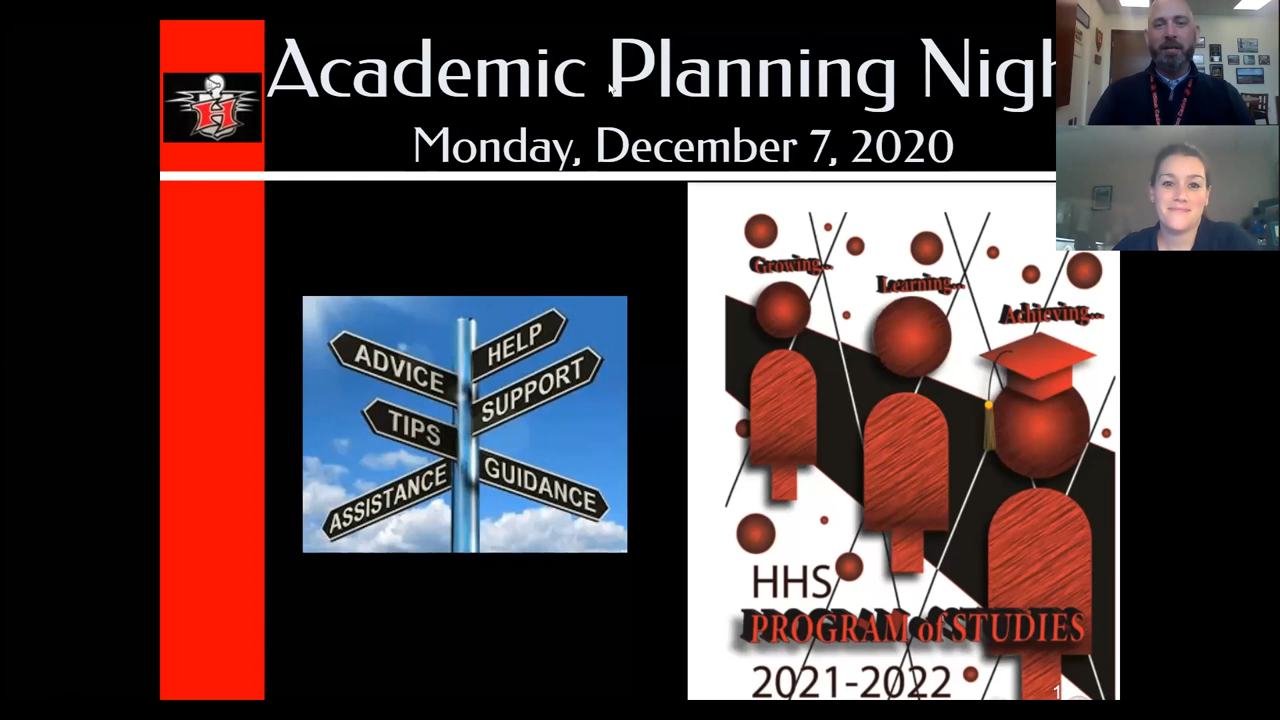 Academic Planning Nigh
Monday, December 7, 2020
H
ADVICE
HELP
SUPPORT
TIPS
GUIDANCE
ASSISTANCE
Growing...
Learning...
Achieving...
HHS
PROGRAM of STUDIES
2021-2022
1